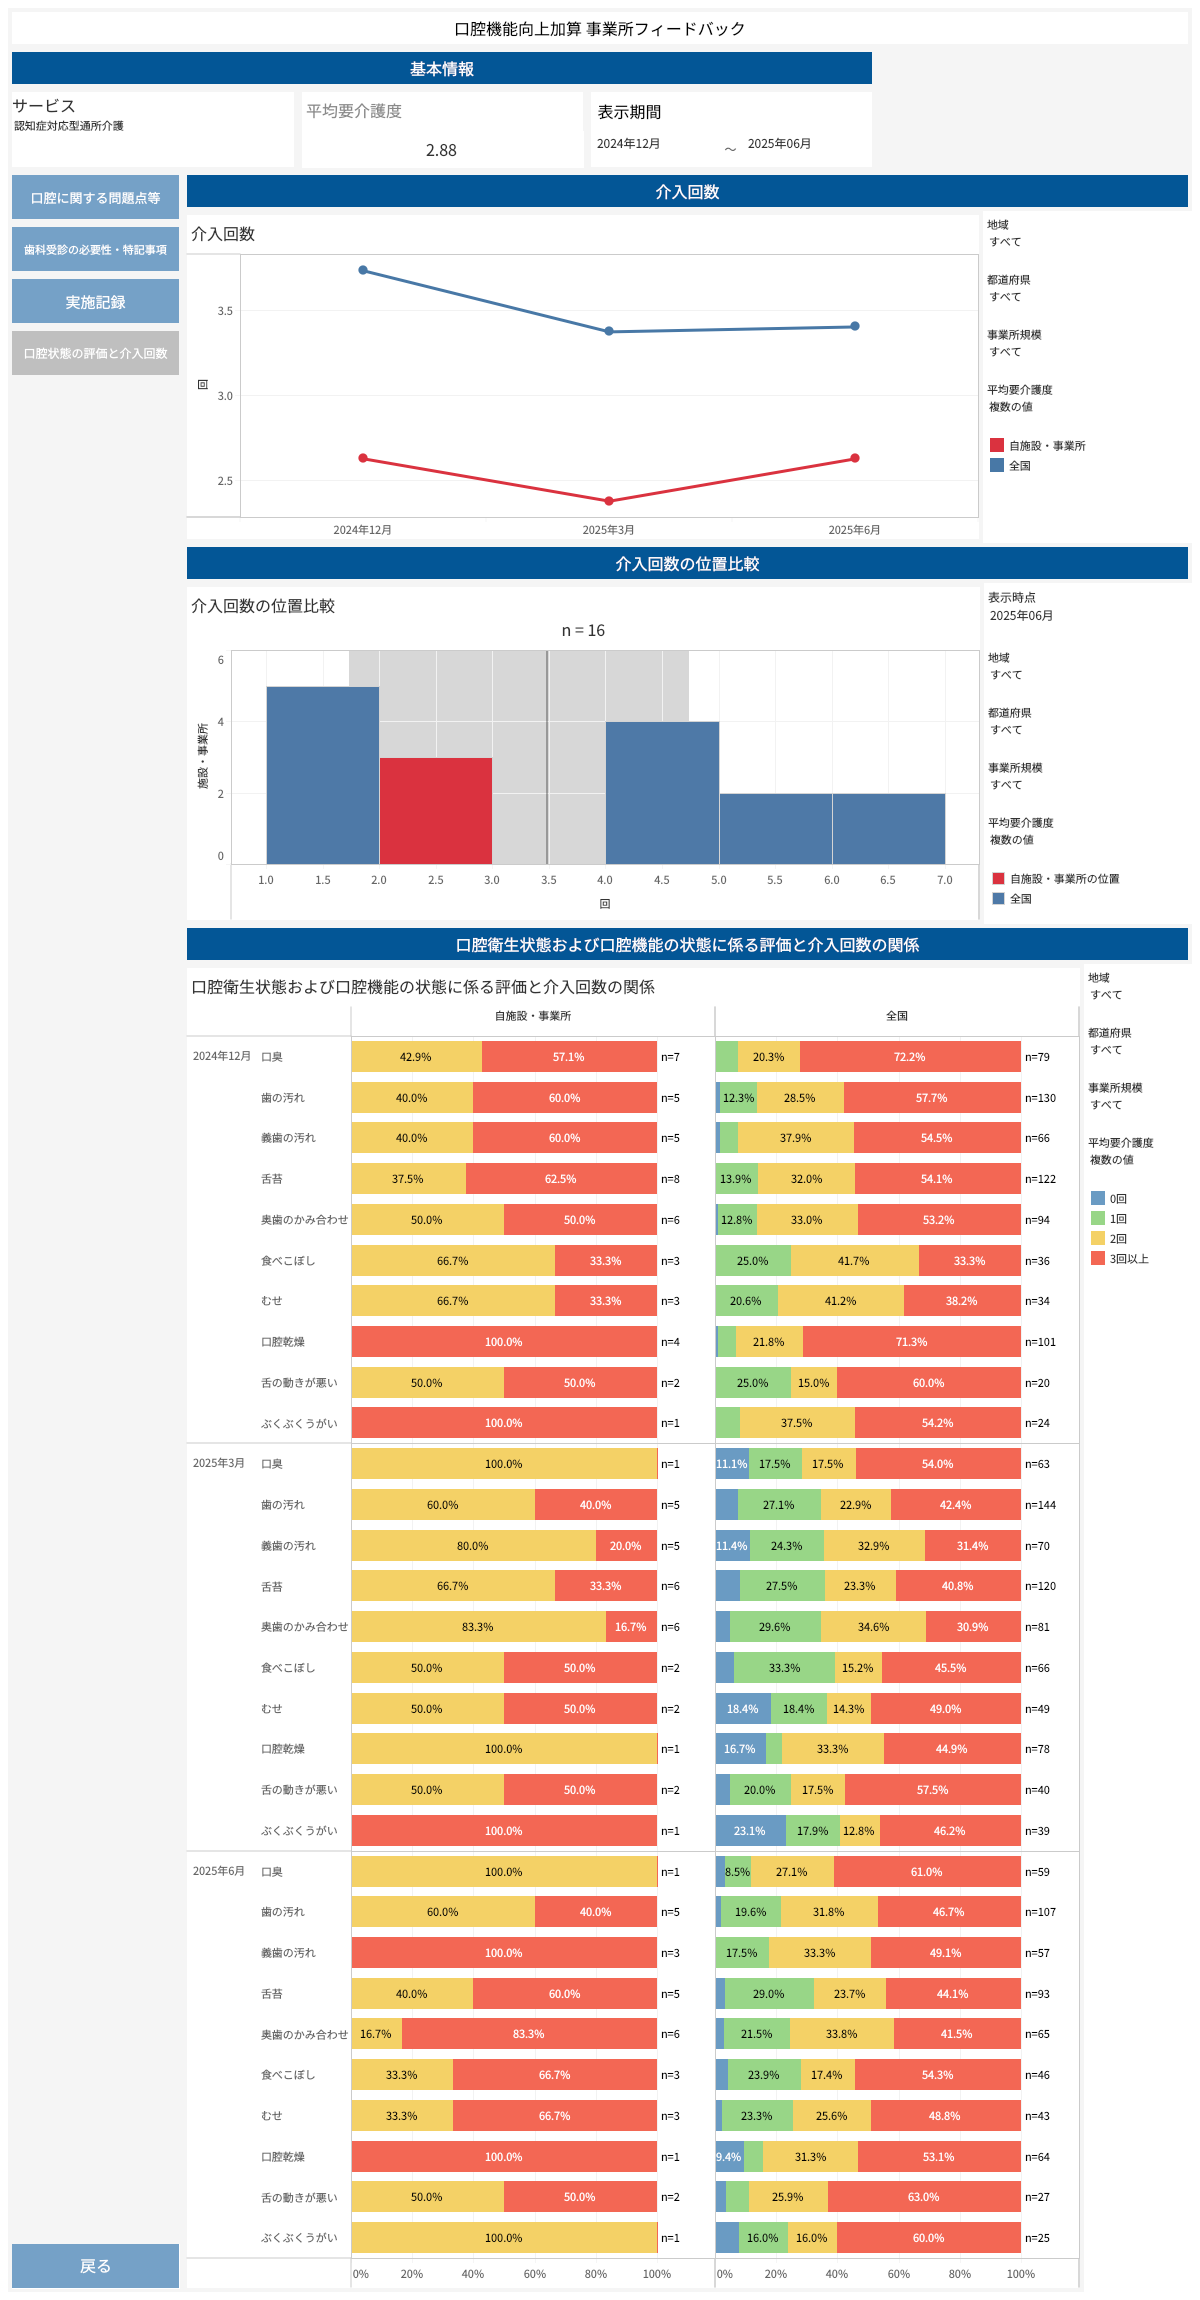 口腔機能向上加算 事業所フィードバック
基本情報
サービス
認知症対応型通所介護
平均要介護度
2.88
表示期間
2024年12月 ～ 2025年06月
口腔に関する問題点等
歯科受診の必要性・特記事項
実施記録
口腔状態の評価と介入回数
介入回数
介入回数
回
3.5
3.0
2.5
2024年12月 2025年3月 2025年6月
地域
すべて
都道府県
すべて
事業所規模
すべて
平均要介護度
複数の値
自施設・事業所
全国
介入回数の位置比較
介入回数の位置比較
n = 16
施設・事業所
6
4
2
0
1.0 1.5 2.0 2.5 3.0 3.5 4.0 4.5 5.0 5.5 6.0 6.5 7.0
回
表示時点
2025年06月
地域
すべて
都道府県
すべて
事業所規模
すべて
平均要介護度
複数の値
自施設・事業所の位置
全国
口腔衛生状態および口腔機能の状態に係る評価と介入回数の関係
口腔衛生状態および口腔機能の状態に係る評価と介入回数の関係
自施設・事業所 全国
2024年12月 口臭 42.9% 57.1% n=7 20.3% 72.2% n=79
歯の汚れ 40.0% 60.0% n=5 12.3% 28.5% 57.7% n=130
義歯の汚れ 40.0% 60.0% n=5 37.9% 54.5% n=66
舌苔 37.5% 62.5% n=8 13.9% 32.0% 54.1% n=122
奥歯のかみ合わせ 50.0% 50.0% n=6 12.8% 33.0% 53.2% n=94
食べこぼし 66.7% 33.3% n=3 25.0% 41.7% 33.3% n=36
むせ 66.7% 33.3% n=3 20.6% 41.2% 38.2% n=34
口腔乾燥 100.0% n=4 21.8% 71.3% n=101
舌の動きが悪い 50.0% 50.0% n=2 25.0% 15.0% 60.0% n=20
ぶくぶくうがい 100.0% n=1 37.5% 54.2% n=24
2025年3月 口臭 100.0% n=1 11.1% 17.5% 17.5% 54.0% n=63
歯の汚れ 60.0% 40.0% n=5 27.1% 22.9% 42.4% n=144
義歯の汚れ 80.0% 20.0% n=5 11.4% 24.3% 32.9% 31.4% n=70
舌苔 66.7% 33.3% n=6 27.5% 23.3% 40.8% n=120
奥歯のかみ合わせ 83.3% 16.7% n=6 29.6% 34.6% 30.9% n=81
食べこぼし 50.0% 50.0% n=2 33.3% 15.2% 45.5% n=66
むせ 50.0% 50.0% n=2 18.4% 18.4% 14.3% 49.0% n=49
口腔乾燥 100.0% n=1 16.7% 33.3% 44.9% n=78
舌の動きが悪い 50.0% 50.0% n=2 20.0% 17.5% 57.5% n=40
ぶくぶくうがい 100.0% n=1 23.1% 17.9% 12.8% 46.2% n=39
2025年6月 口臭 100.0% n=1 8.5% 27.1% 61.0% n=59
歯の汚れ 60.0% 40.0% n=5 19.6% 31.8% 46.7% n=107
義歯の汚れ 100.0% n=3 17.5% 33.3% 49.1% n=57
舌苔 40.0% 60.0% n=5 29.0% 23.7% 44.1% n=93
奥歯のかみ合わせ 16.7% 83.3% n=6 21.5% 33.8% 41.5% n=65
食べこぼし 33.3% 66.7% n=3 23.9% 17.4% 54.3% n=46
むせ 33.3% 66.7% n=3 23.3% 25.6% 48.8% n=43
口腔乾燥 100.0% n=1 9.4% 31.3% 53.1% n=64
舌の動きが悪い 50.0% 50.0% n=2 25.9% 63.0% n=27
ぶくぶくうがい 100.0% n=1 16.0% 16.0% 60.0% n=25
0% 20% 40% 60% 80% 100% 0% 20% 40% 60% 80% 100%
地域
すべて
都道府県
すべて
事業所規模
すべて
平均要介護度
複数の値
0回
1回
2回
3回以上
戻る